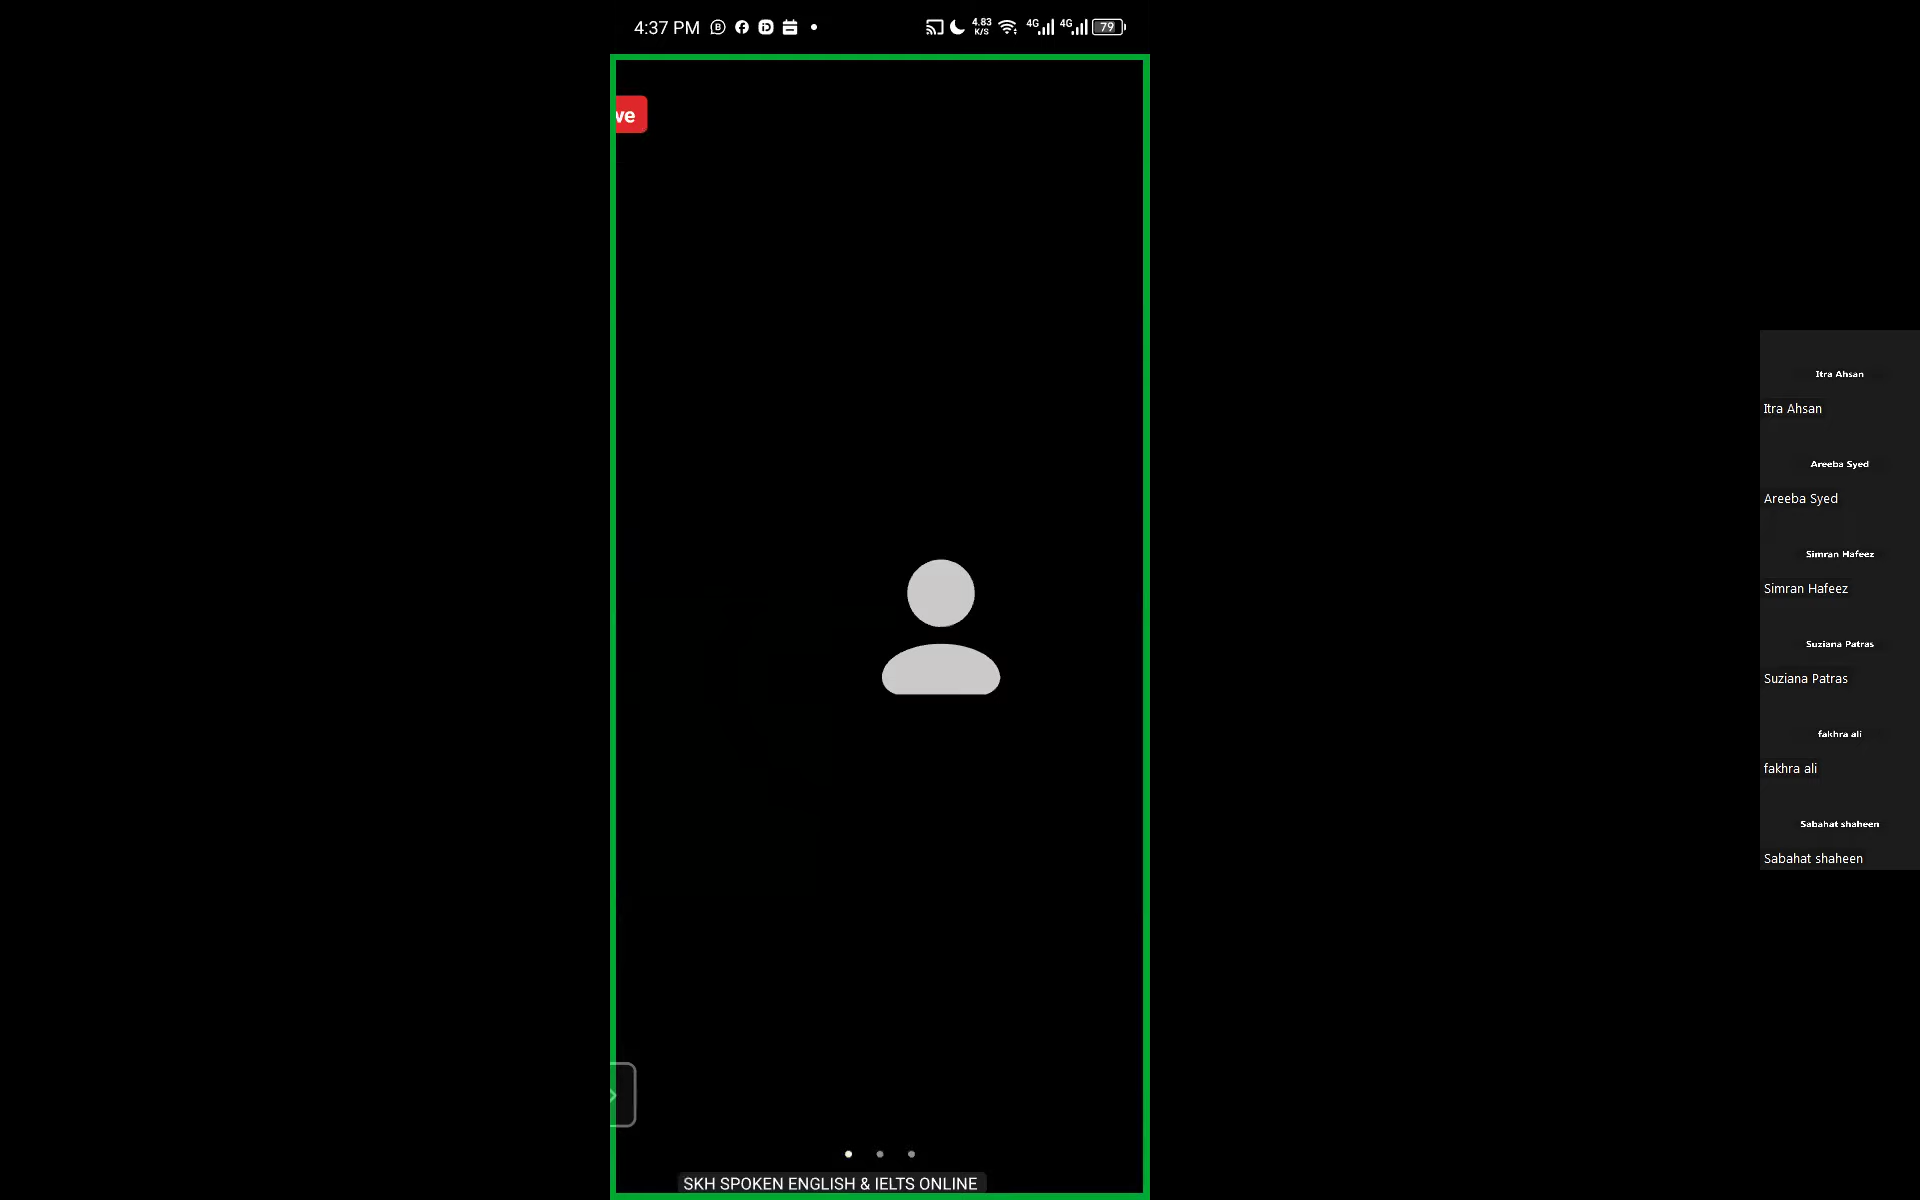 4:37 PM
4.83
K/S
4G
4G
79
ve
Itra Ahsan
Itra Ahsan
Areeba Syed
Areeba Syed
Simran Hafeez
Simran Hafeez
Suziana Patras
Suziana Patras
fakhra ali
fakhra ali
Sabahat shaheen
Sabahat shaheen
SKH SPOKEN ENGLISH & IELTS ONLINE